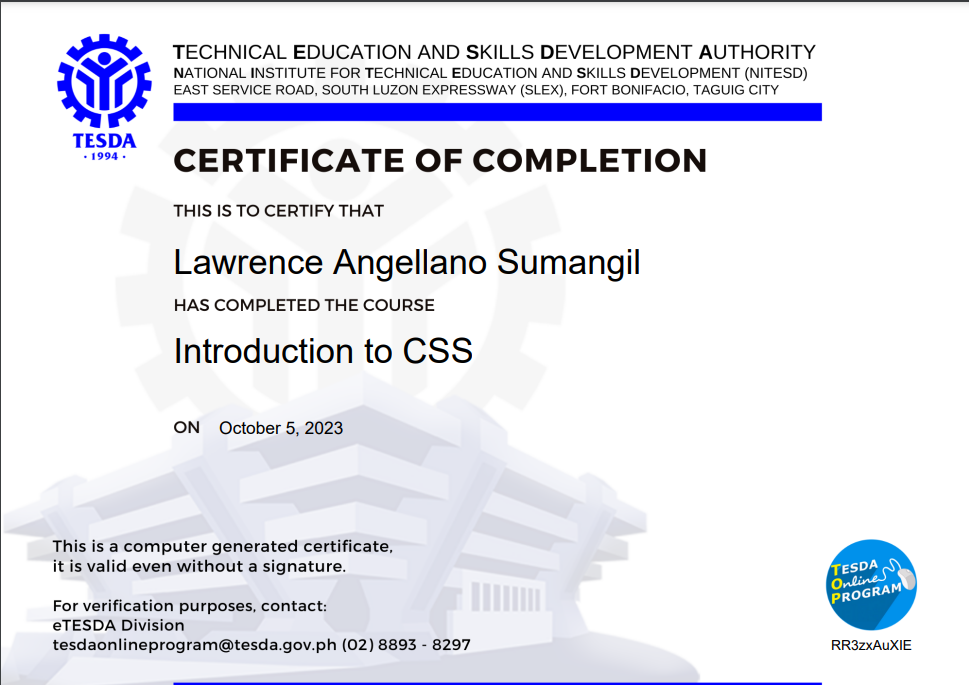 TECHNICAL EDUCATION AND SKILLS DEVELOPMENT AUTHORITY
NATIONAL INSTITUTE FOR TECHNICAL EDUCATION AND SKILLS DEVELOPMENT (NITESD)
EAST SERVICE ROAD, SOUTH LUZON EXPRESSWAY (SLEX), FORT BONIFACIO, TAGUIG CITY
TESDA
· 1994 ·
CERTIFICATE OF COMPLETION
THIS IS TO CERTIFY THAT
Lawrence Angellano Sumangil
HAS COMPLETED THE COURSE
Introduction to CSS
ON October 5, 2023
This is a computer generated certificate,
it is valid even without a signature.
For verification purposes, contact:
eTESDA Division
tesdaonlineprogram@tesda.gov.ph (02) 8893 - 8297
TESDA
Online
PROGRAM
RR3zxAuXIE